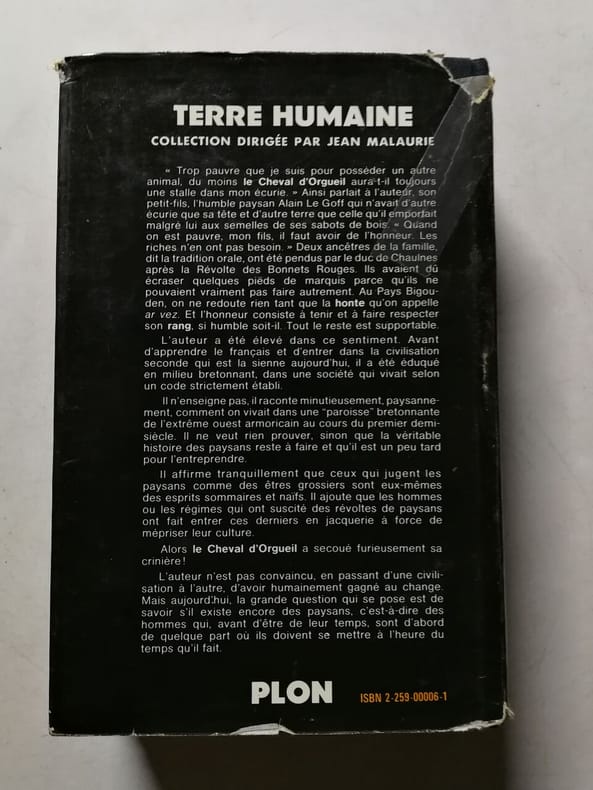 TERRE HUMAINE
COLLECTION DIRIGÉE PAR JEAN MALAURIE
« Trop pauvre que je suis pour posséder un autre
animal, du moins le Cheval d'Orgueil aura-t-il toujours
une stalle dans mon écurie. » Ainsi parlait à l'auteur, son
petit-fils, l'humble paysan Alain Le Goff qui n'avait d'autre
écurie que sa tête et d'autre terre que celle qu'il emportait
malgré lui aux semelles de ses sabots de bois. « Quand
on est pauvre, mon fils, il faut avoir de l'honneur. Les
riches n'en ont pas besoin. » Deux ancêtres de la famille,
dit la tradition orale, ont été pendus par le duc de Chaulnes
après la Révolte des Bonnets Rouges. Ils avaient dû
écraser quelques pieds de marquis parce qu'ils ne
pouvaient vraiment pas faire autrement. Au Pays Bigou-
den, on ne redoute rien tant que la honte qu'on appelle
ar vez. Et l'honneur consiste à tenir et à faire respecter
son rang, si humble soit-il. Tout le reste est supportable.
L'auteur a été élevé dans ce sentiment. Avant
d'apprendre le français et d'entrer dans la civilisation
seconde qui est la sienne aujourd'hui, il a été éduqué
en milieu bretonnant, dans une société qui vivait selon
un code strictement établi.
Il n'enseigne pas, il raconte minutieusement, paysanne-
ment, comment on vivait dans une "paroisse" bretonnante
de l'extrême ouest armoricain au cours du premier demi-
siècle. Il ne veut rien prouver, sinon que la véritable
histoire des paysans reste à faire et qu'il est un peu tard
pour l'entreprendre.
Il affirme tranquillement que ceux qui jugent les
paysans comme des êtres grossiers sont eux-mêmes
des esprits sommaires et naïfs. Il ajoute que les hommes
ou les régimes qui ont suscité des révoltes de paysans
ont fait entrer ces derniers en jacquerie à force de
mépriser leur culture.
Alors le Cheval d'Orgueil a secoué furieusement sa
crinière !
L'auteur n'est pas convaincu, en passant d'une civili-
sation à l'autre, d'avoir humainement gagné au change.
Mais aujourd'hui, la grande question qui se pose est de
savoir s'il existe encore des paysans, c'est-à-dire des
hommes qui, avant d'être de leur temps, sont d'abord
de quelque part où ils doivent se mettre à l'heure du
temps qu'il fait.
PLON
ISBN 2-259-00006-1